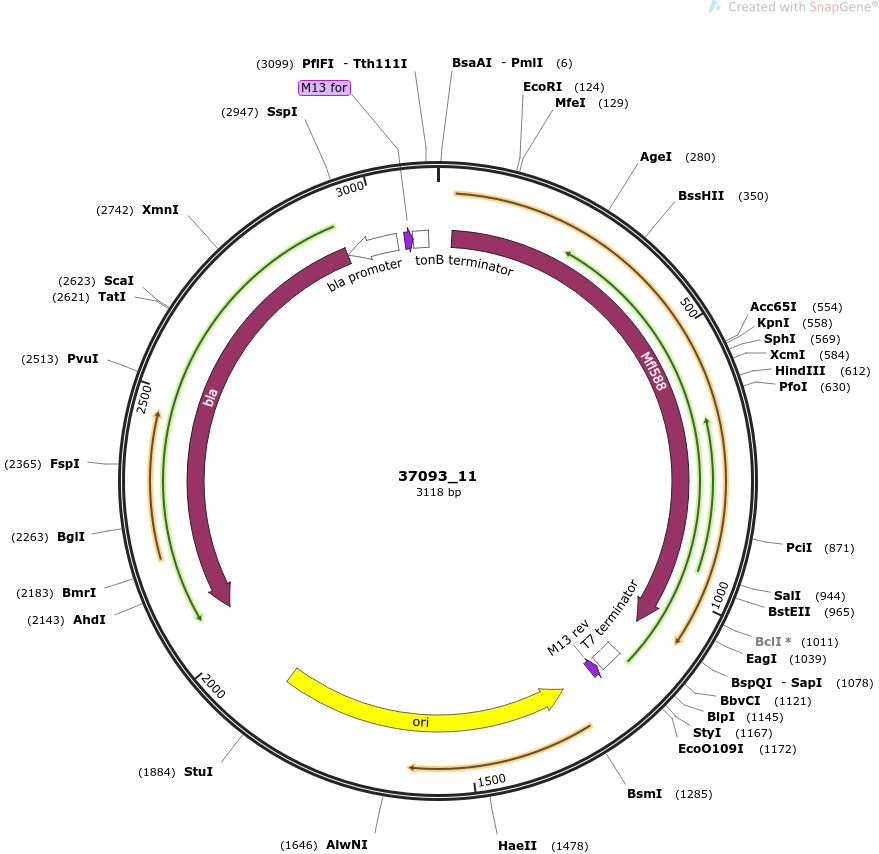 Created with SnapGene®
(3099) PflFI - Tth111I
BsaAI - PmlI (6)
M13 for
EcoRI (124)
MfeI (129)
(2947) SspI
AgeI (280)
BssHII (350)
(2742) XmnI
(2623) ScaI
(2621) TatI
(2513) PvuI
(2365) FspI
(2263) BglI
(2183) BmrI
(2143) AhdI
(1884) StuI
(1646) AlwNI
HaeII (1478)
BsmI (1285)
Acc65I (554)
KpnI (558)
SphI (569)
XcmI (584)
HindIII (612)
PfoI (630)
PciI (871)
SalI (944)
BstEII (965)
BclI * (1011)
EagI (1039)
BspQI - SapI (1078)
BbvCI (1121)
BlpI (1145)
StyI (1167)
EcoO109I (1172)
3000
500
1000
1500
2000
2500
bla promoter
tonB terminator
Mfl588
bla
37093_11
3118 bp
M13 rev
T7 terminator
ori